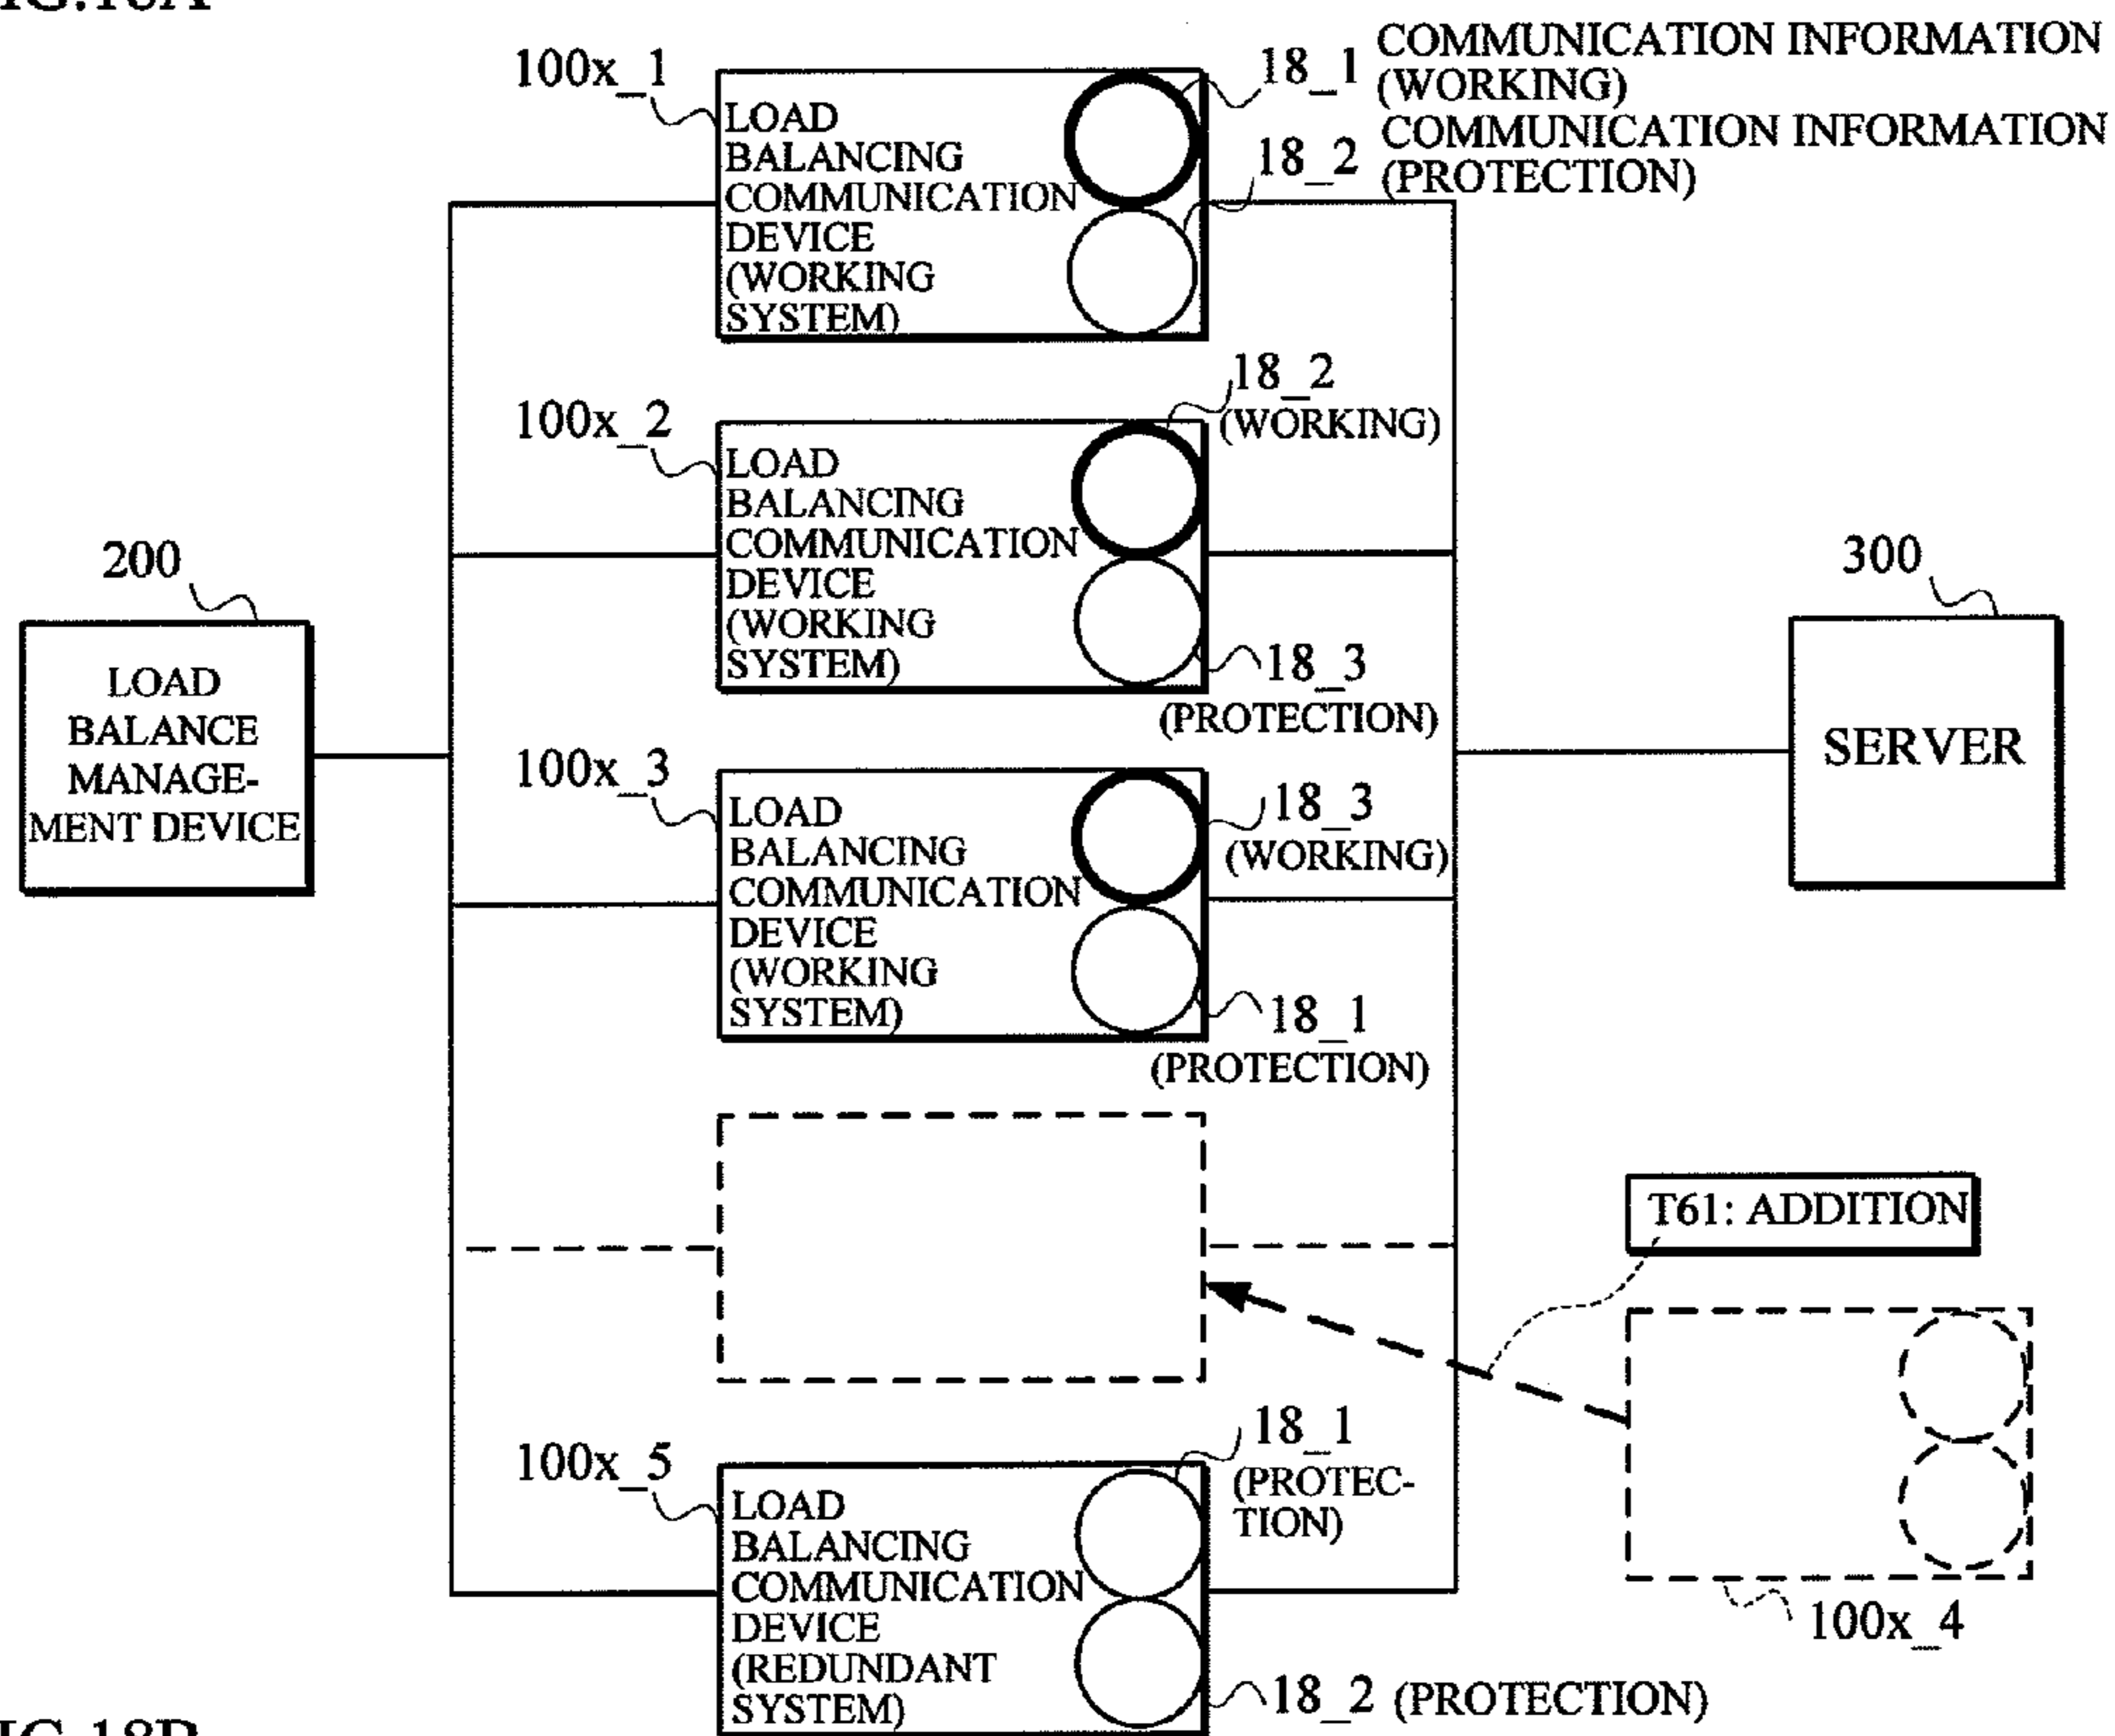 100x_1
LOAD
BALANCING
COMMUNICATION
DEVICE
(WORKING
SYSTEM)
18_1
COMMUNICATION INFORMATION
(WORKING)
18_2
COMMUNICATION INFORMATION
(PROTECTION)
100x_2
LOAD
BALANCING
COMMUNICATION
DEVICE
(WORKING
SYSTEM)
18_2
(WORKING)
18_3
(PROTECTION)
200
LOAD
BALANCE
MANAGE-
MENT DEVICE
300
SERVER
100x_3
LOAD
BALANCING
COMMUNICATION
DEVICE
(WORKING
SYSTEM)
18_3
(WORKING)
18_1
(PROTECTION)
T61: ADDITION
100x_4
100x_5
LOAD
BALANCING
COMMUNICATION
DEVICE
(REDUNDANT
SYSTEM)
18_1
(PROTEC-
TION)
18_2 (PROTECTION)